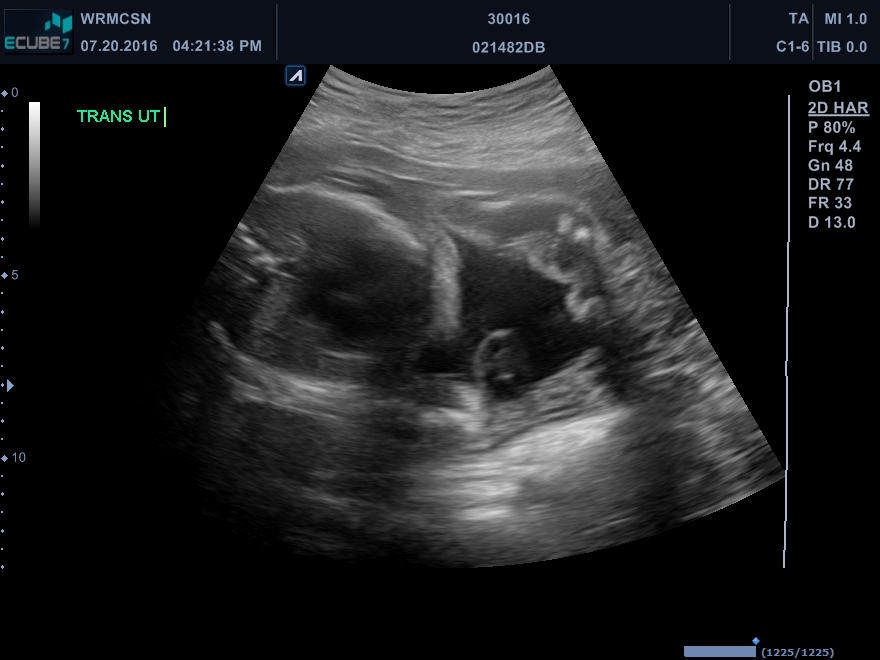 ECUBE 7
WRMCSN
07.20.2016 04:21:38 PM
30016
021482DB
TA MI 1.0
C1-6 TIB 0.0
TRANS UT
OB1
2D HAR
P 80%
Frq 4.4
Gn 48
DR 77
FR 33
D 13.0
0
5
10
(1225/1225)